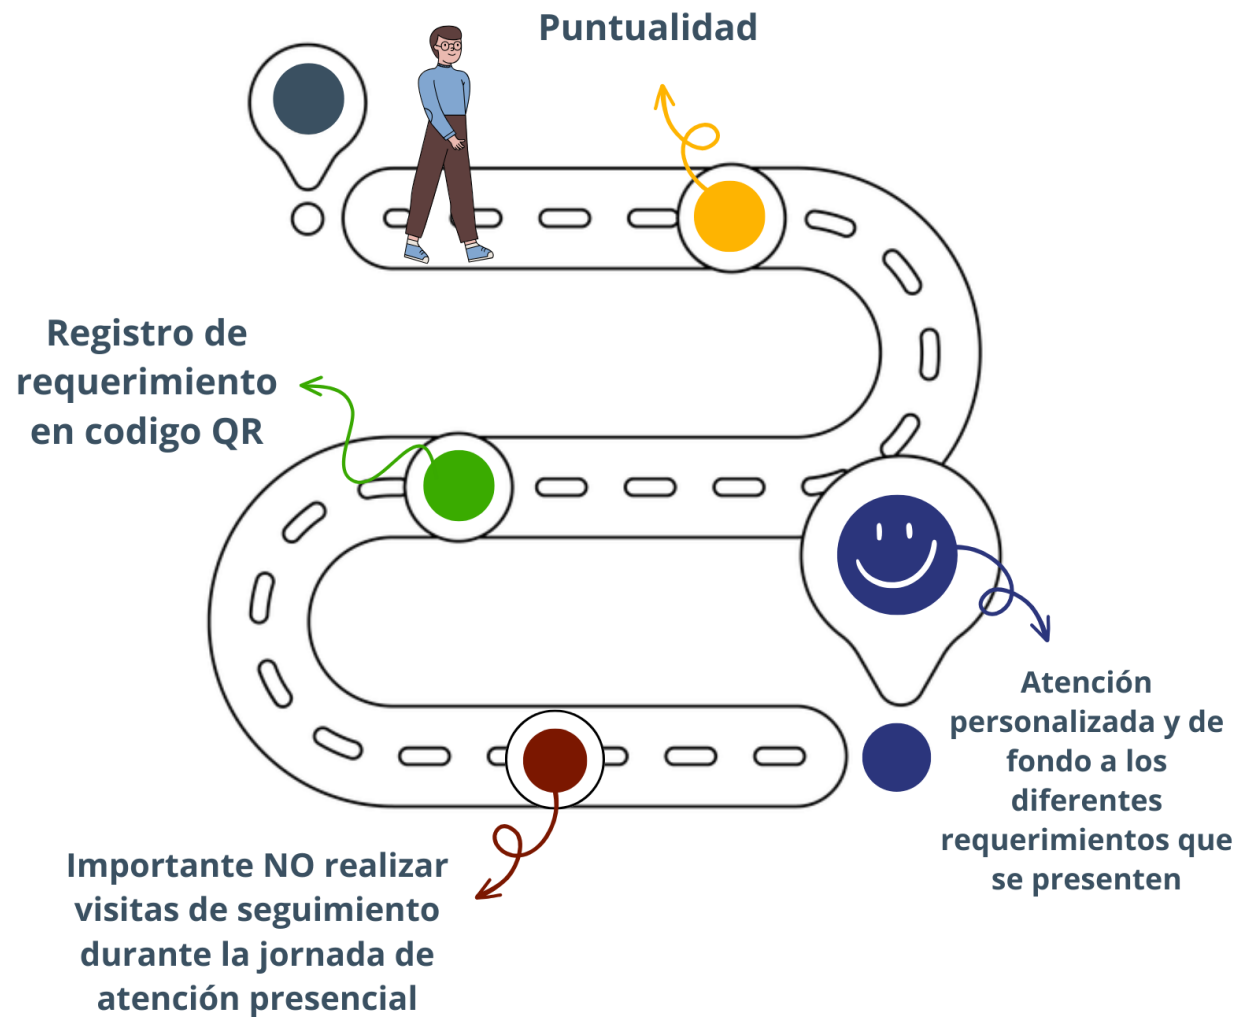 Puntualidad
Registro de
requerimiento
en codigo QR
Atención
personalizada y de
fondo a los
diferentes
requerimientos que
se presenten
Importante NO realizar
visitas de seguimiento
durante la jornada de
atención presencial